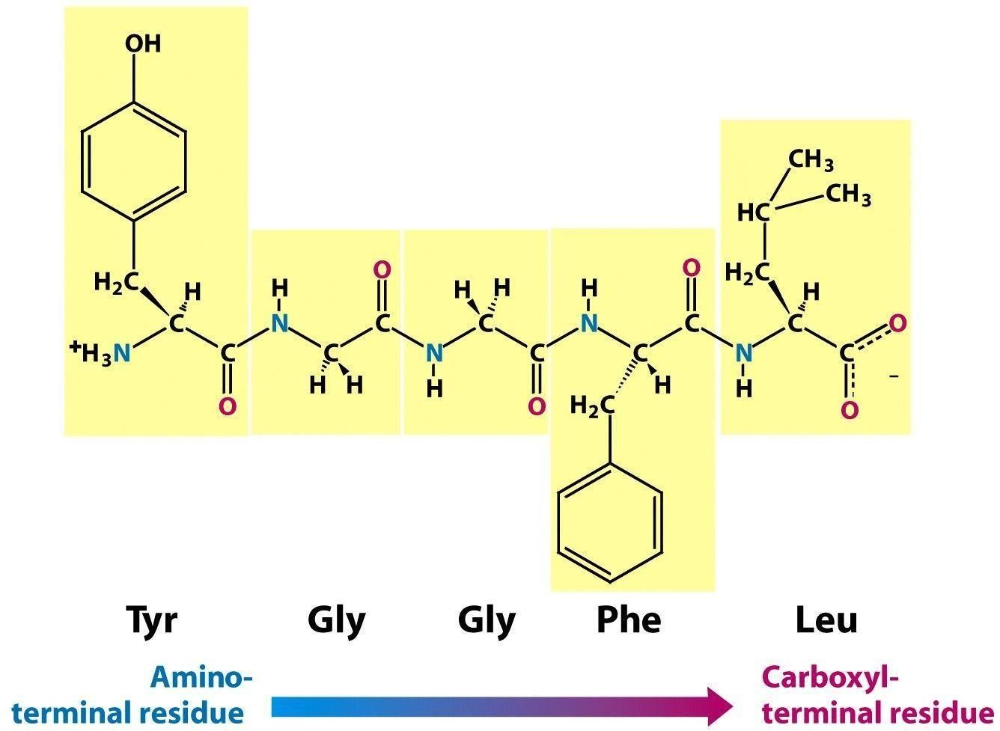 OH
CH₃
CH₃
HC
H₂C H
H O H H H O H₂C H
⁺H₃N C C N C C N C C N C C N C C O
O H H H O H₂C H H O –
Tyr Gly Gly Phe Leu
Amino-
terminal residue
Carboxyl-
terminal residue